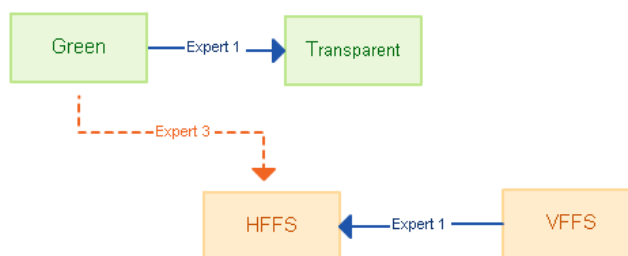 Green
Expert 1
Transparent
Expert 3
HFFS
Expert 1
VFFS